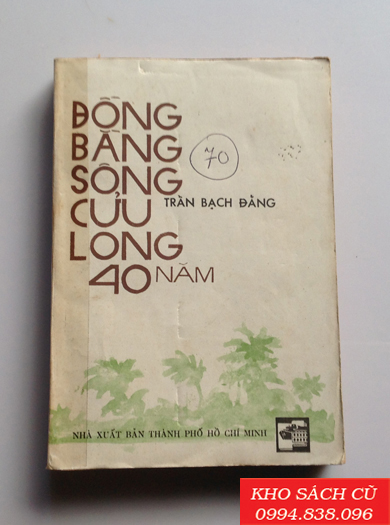 ĐỒNG
BẰNG
SÔNG
CỬU
LONG
40 NĂM
70
TRẦN BẠCH ĐẰNG
NHÀ XUẤT BẢN THÀNH PHỐ HỒ CHÍ MINH
KHO SÁCH CŨ
0994.838.096